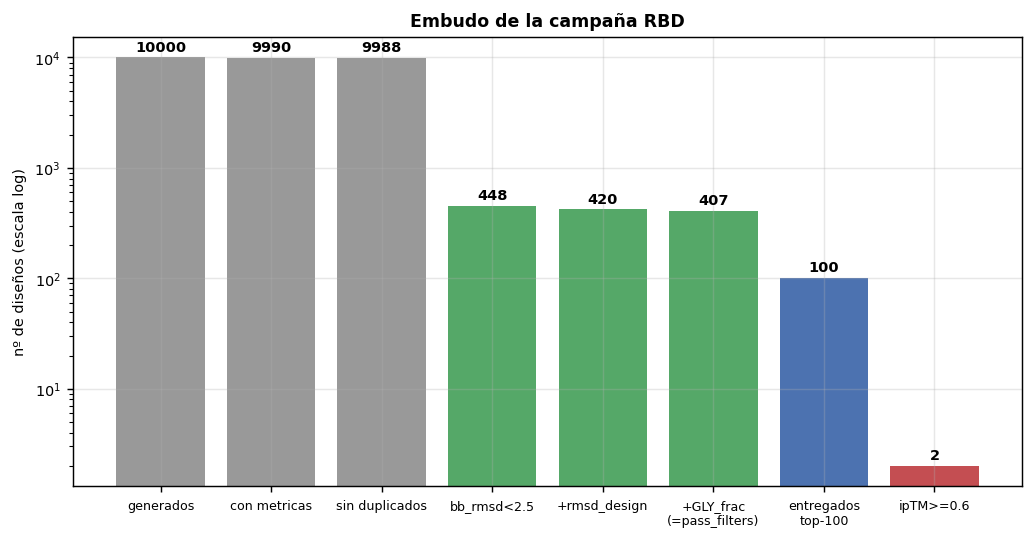 Embudo de la campaña RBD
nº de diseños (escala log)
10⁴
10³
10²
10¹
10000
9990
9988
448
420
407
100
2
generados
con metricas
sin duplicados
bb_rmsd<2.5
+rmsd_design
+GLY_frac
(=pass_filters)
entregados
top-100
ipTM>=0.6